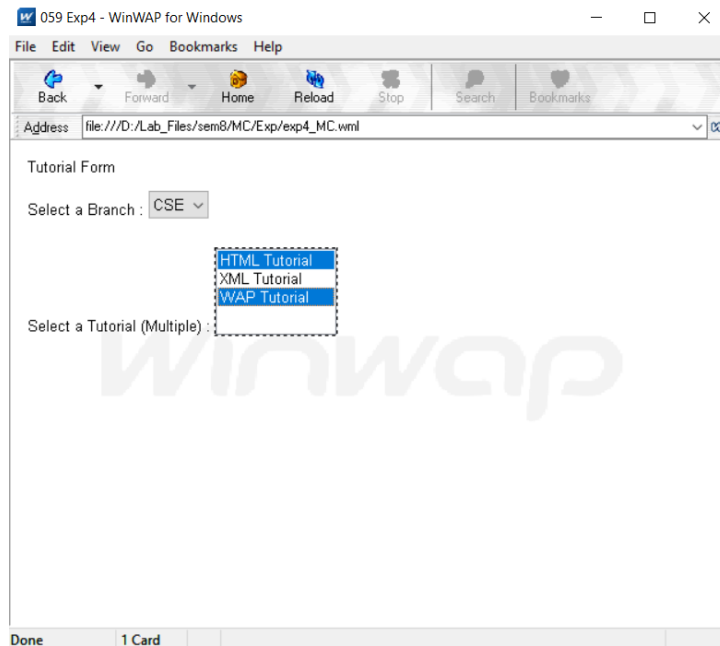 059 Exp4 - WinWAP for Windows
File Edit View Go Bookmarks Help
Back Forward Home Reload Stop Search Bookmarks
Address file:///D:/Lab_Files/sem8/MC/Exp/exp4_MC.wml
Tutorial Form
Select a Branch : CSE
HTML Tutorial
XML Tutorial
WAP Tutorial
Select a Tutorial (Multiple) :
winwap
Done 1 Card